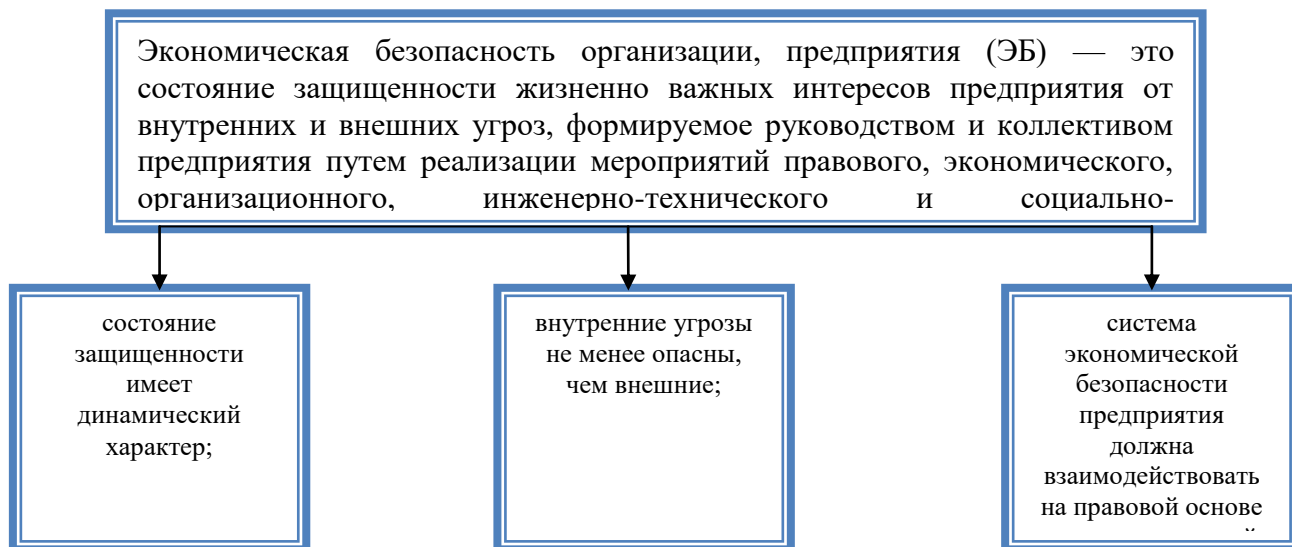 Экономическая безопасность организации, предприятия (ЭБ) — это
состояние защищенности жизненно важных интересов предприятия от
внутренних и внешних угроз, формируемое руководством и коллективом
предприятия путем реализации мероприятий правового, экономического,
организационного, инженерно-технического и социально-
состояние
защищенности
имеет
динамический
характер;
внутренние угрозы
не менее опасны,
чем внешние;
система
экономической
безопасности
предприятия
должна
взаимодействовать
на правовой основе